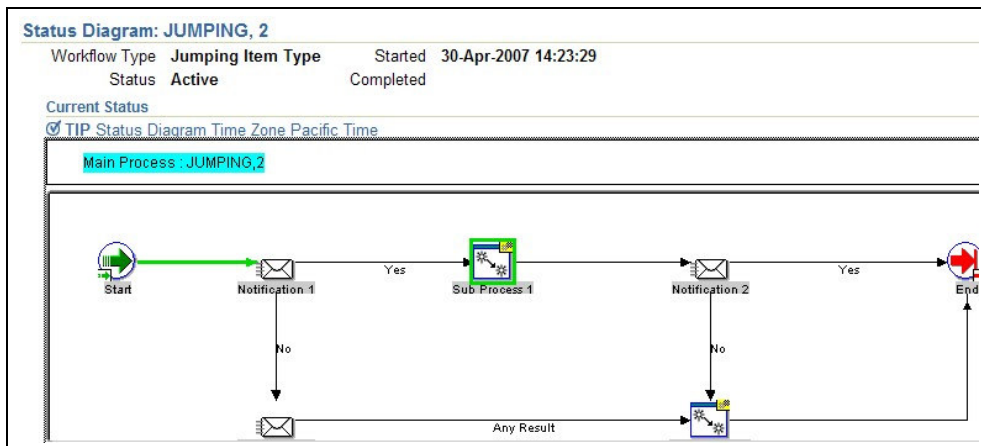 Status Diagram: JUMPING, 2
Workflow Type Jumping Item Type Started 30-Apr-2007 14:23:29
Status Active Completed
Current Status
TIP Status Diagram Time Zone Pacific Time
Main Process : JUMPING,2
Yes
Yes
Start
Notification 1
Sub Process 1
Notification 2
End
No
No
Any Result